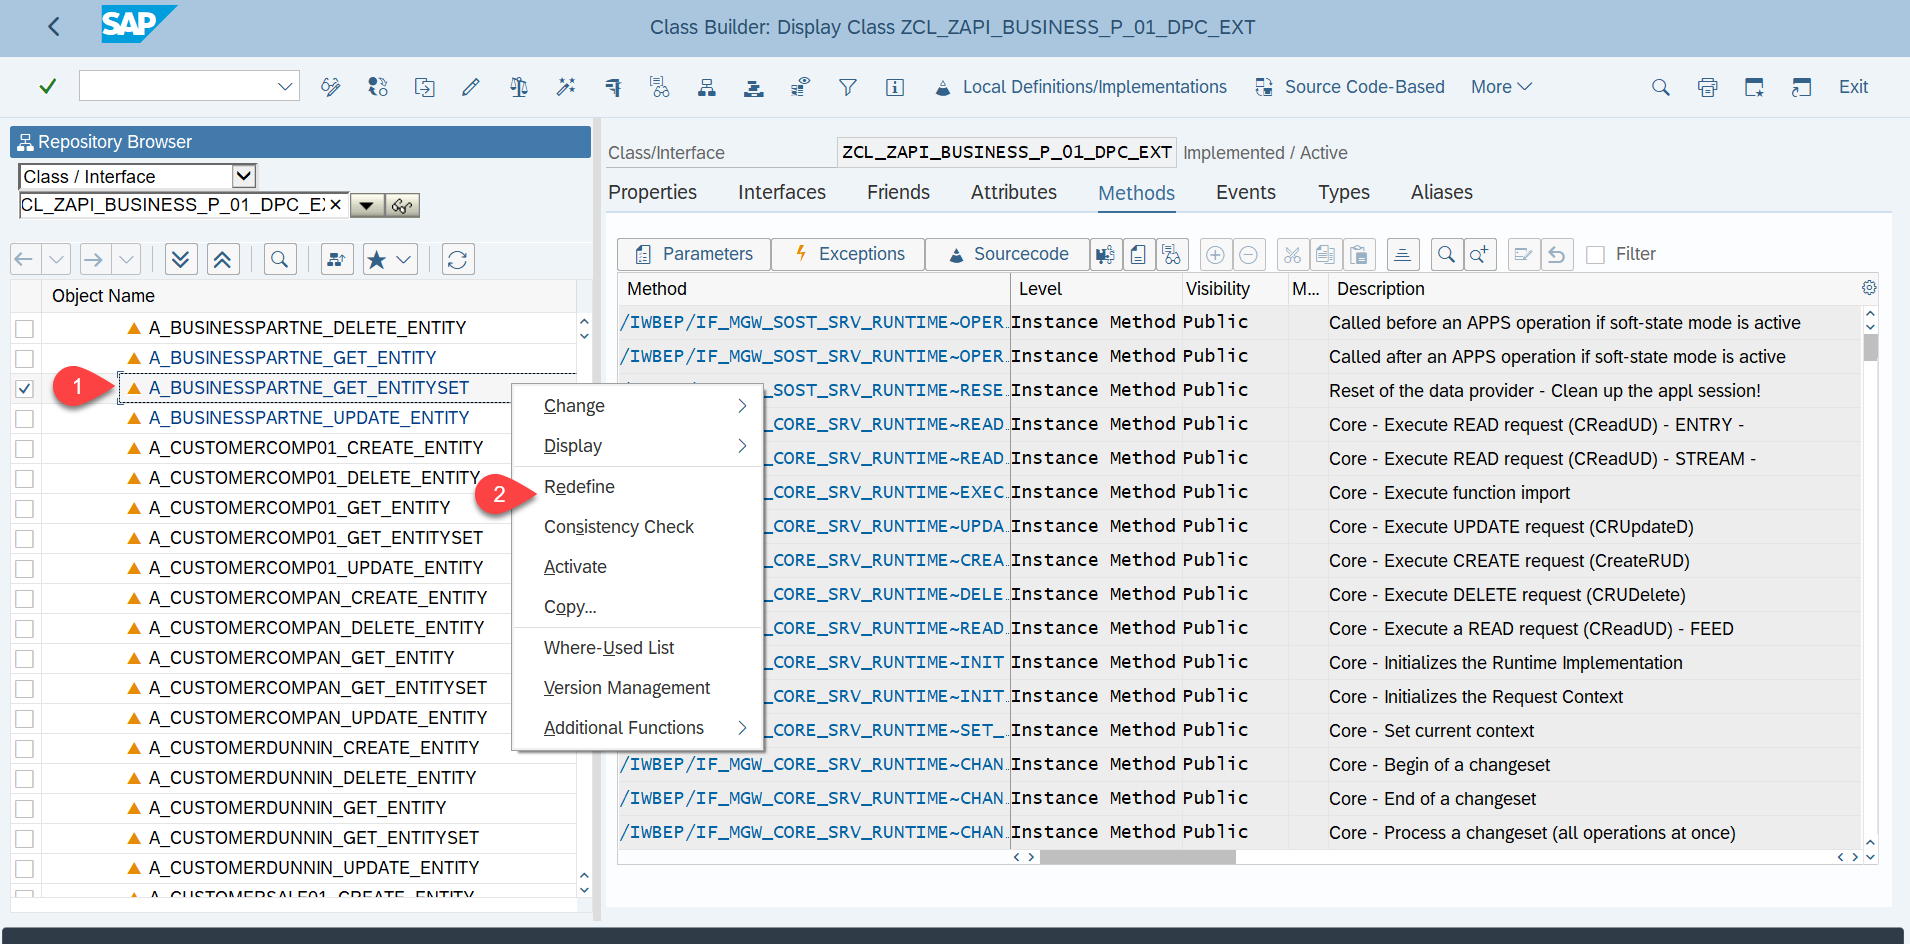 SAP
Class Builder: Display Class ZCL_ZAPI_BUSINESS_P_01_DPC_EXT
Local Definitions/Implementations
Source Code-Based
More
Exit
Repository Browser
Class / Interface
CL_ZAPI_BUSINESS_P_01_DPC_E
Object Name
A_BUSINESSPARTNE_DELETE_ENTITY
A_BUSINESSPARTNE_GET_ENTITY
1
A_BUSINESSPARTNE_GET_ENTITYSET
A_BUSINESSPARTNE_UPDATE_ENTITY
A_CUSTOMERCOMP01_CREATE_ENTITY
A_CUSTOMERCOMP01_DELETE_ENTITY
A_CUSTOMERCOMP01_GET_ENTITY
A_CUSTOMERCOMP01_GET_ENTITYSET
A_CUSTOMERCOMP01_UPDATE_ENTITY
A_CUSTOMERCOMPAN_CREATE_ENTITY
A_CUSTOMERCOMPAN_DELETE_ENTITY
A_CUSTOMERCOMPAN_GET_ENTITY
A_CUSTOMERCOMPAN_GET_ENTITYSET
A_CUSTOMERCOMPAN_UPDATE_ENTITY
A_CUSTOMERDUNNIN_CREATE_ENTITY
A_CUSTOMERDUNNIN_DELETE_ENTITY
A_CUSTOMERDUNNIN_GET_ENTITY
A_CUSTOMERDUNNIN_GET_ENTITYSET
A_CUSTOMERDUNNIN_UPDATE_ENTITY
A_CUSTOMERSALE01_CREATE_ENTITY
Change
Display
2
Redefine
Consistency Check
Activate
Copy...
Where-Used List
Version Management
Additional Functions
Class/Interface ZCL_ZAPI_BUSINESS_P_01_DPC_EXT Implemented / Active
Properties Interfaces Friends Attributes Methods Events Types Aliases
Parameters Exceptions Sourcecode Filter
Method Level Visibility M... Description
/IWBEP/IF_MGW_SOST_SRV_RUNTIME~OPER... Instance Method Public Called before an APPS operation if soft-state mode is active
/IWBEP/IF_MGW_SOST_SRV_RUNTIME~OPER... Instance Method Public Called after an APPS operation if soft-state mode is active
_SOST_SRV_RUNTIME~RESE... Instance Method Public Reset of the data provider - Clean up the appl session!
_CORE_SRV_RUNTIME~READ... Instance Method Public Core - Execute READ request (CReadUD) - ENTRY -
_CORE_SRV_RUNTIME~READ... Instance Method Public Core - Execute READ request (CReadUD) - STREAM -
_CORE_SRV_RUNTIME~EXEC... Instance Method Public Core - Execute function import
_CORE_SRV_RUNTIME~UPDA... Instance Method Public Core - Execute UPDATE request (CRUpdateD)
_CORE_SRV_RUNTIME~CREA... Instance Method Public Core - Execute CREATE request (CreateRUD)
_CORE_SRV_RUNTIME~DELE... Instance Method Public Core - Execute DELETE request (CRUDelete)
_CORE_SRV_RUNTIME~READ... Instance Method Public Core - Execute a READ request (CReadUD) - FEED
_CORE_SRV_RUNTIME~INIT Instance Method Public Core - Initializes the Runtime Implementation
_CORE_SRV_RUNTIME~INIT... Instance Method Public Core - Initializes the Request Context
_CORE_SRV_RUNTIME~SET_... Instance Method Public Core - Set current context
/IWBEP/IF_MGW_CORE_SRV_RUNTIME~CHAN... Instance Method Public Core - Begin of a changeset
/IWBEP/IF_MGW_CORE_SRV_RUNTIME~CHAN... Instance Method Public Core - End of a changeset
/IWBEP/IF_MGW_CORE_SRV_RUNTIME~CHAN... Instance Method Public Core - Process a changeset (all operations at once)